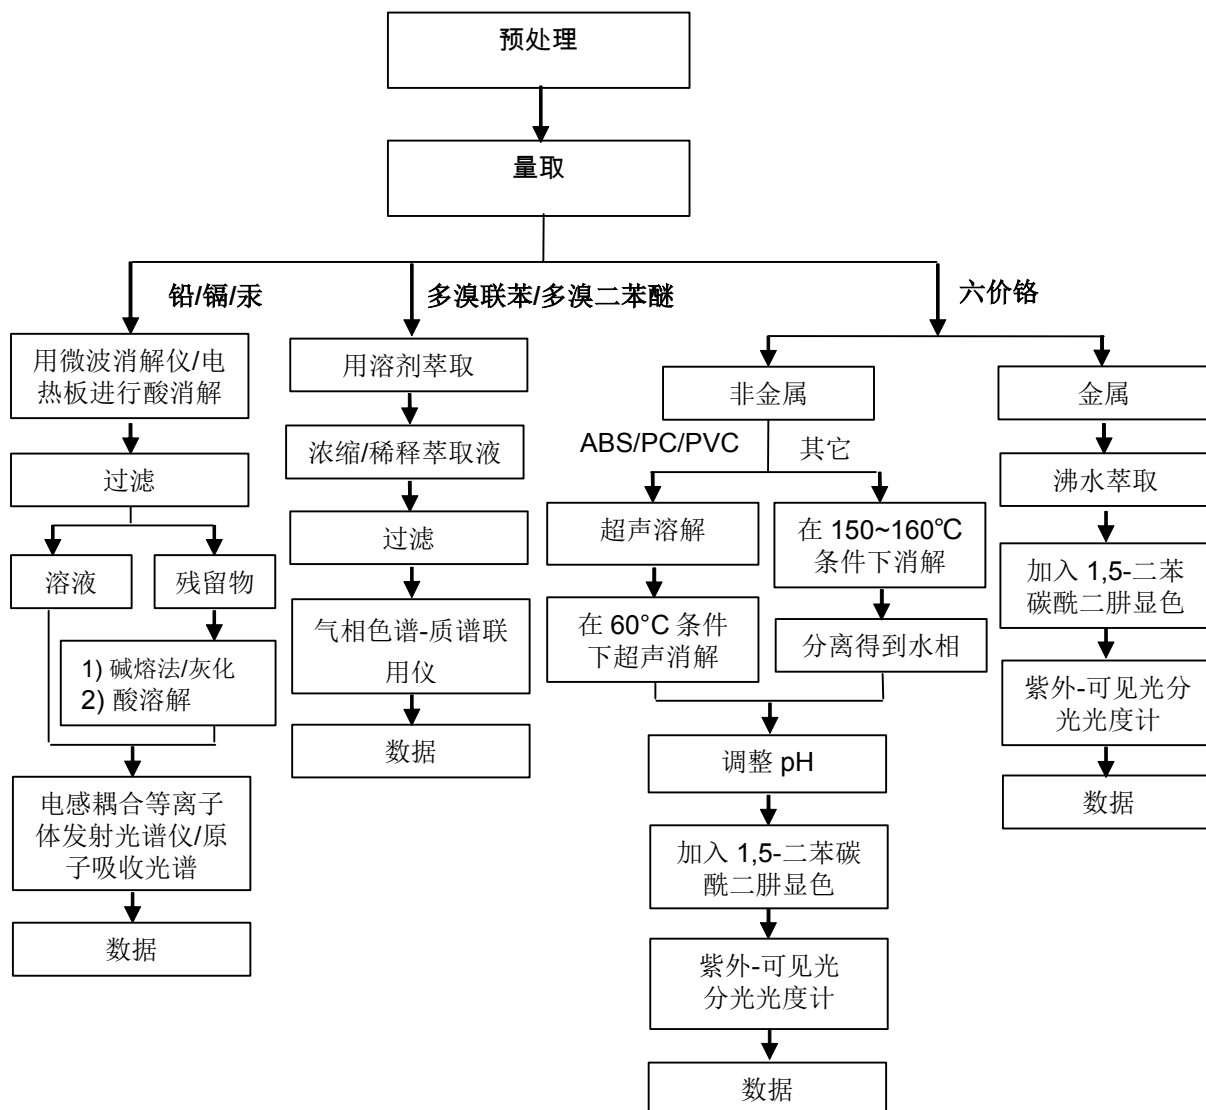 预处理
量取
铅/镉/汞
多溴联苯/多溴二苯醚
六价铬
用微波消解仪/电
热板进行酸消解
过滤
溶液
残留物
1) 碱熔法/灰化
2) 酸溶解
电感耦合等离子
体发射光谱仪/原
子吸收光谱
数据
用溶剂萃取
浓缩/稀释萃取液
过滤
气相色谱-质谱联
用仪
数据
非金属
ABS/PC/PVC
其它
超声溶解
在 60°C 条件
下超声消解
在 150~160℃
条件下消解
分离得到水相
调整 pH
加入 1,5-二苯碳
酰二肼显色
紫外-可见光
分光光度计
数据
金属
沸水萃取
加入 1,5-二苯
碳酰二肼显色
紫外-可见光分
光光度计
数据